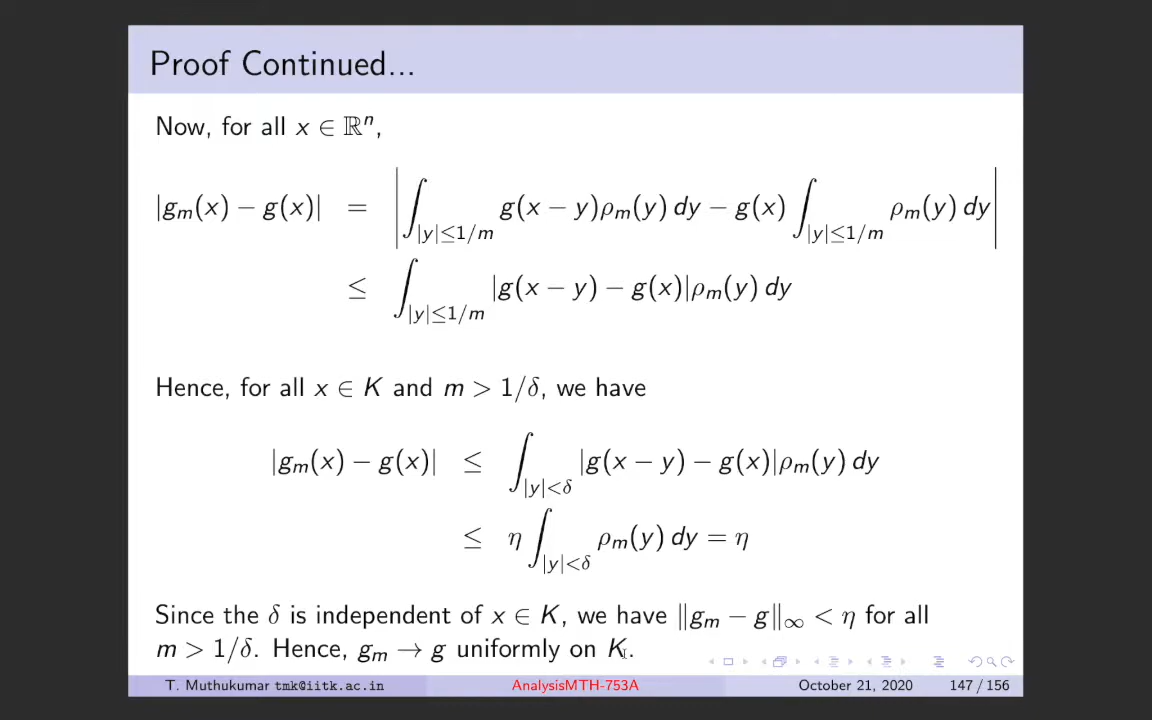 Proof Continued...
Now, for all x ∈ ℝⁿ,
|gₘ(x) − g(x)| = |∫_{|y|≤1/m} g(x − y)ρₘ(y) dy − g(x) ∫_{|y|≤1/m} ρₘ(y) dy|
≤ ∫_{|y|≤1/m} |g(x − y) − g(x)|ρₘ(y) dy
Hence, for all x ∈ K and m > 1/δ, we have
|gₘ(x) − g(x)| ≤ ∫_{|y|<δ} |g(x − y) − g(x)|ρₘ(y) dy
≤ η ∫_{|y|<δ} ρₘ(y) dy = η
Since the δ is independent of x ∈ K, we have ‖gₘ − g‖_∞ < η for all
m > 1/δ. Hence, gₘ → g uniformly on K.
T. Muthukumar tmk@iitk.ac.in AnalysisMTH-753A October 21, 2020 147 / 156